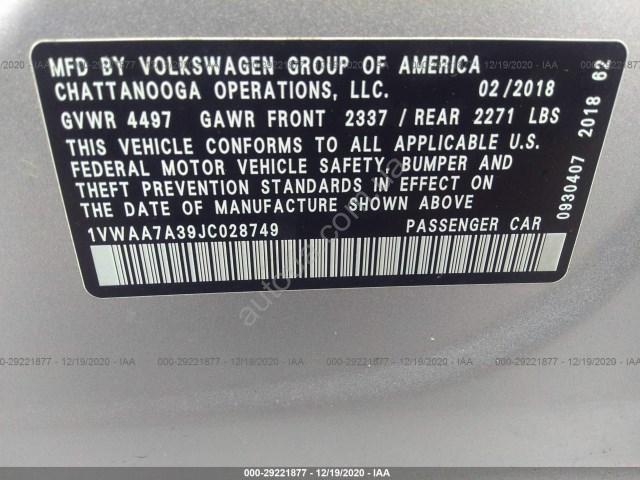 MFD BY VOLKSWAGEN GROUP OF AMERICA
CHATTANOOGA OPERATIONS, LLC. 02/2018
GVWR 4497 GAWR FRONT 2337 / REAR 2271 LBS
THIS VEHICLE CONFORMS TO ALL APPLICABLE U.S.
FEDERAL MOTOR VEHICLE SAFETY, BUMPER AND
THEFT PREVENTION STANDARDS IN EFFECT ON
THE DATE OF MANUFACTURE SHOWN ABOVE
1VWAA7A39JC028749 PASSENGER CAR
0930407 2018 62
000-29221877 - 12/19/2020 - IAA